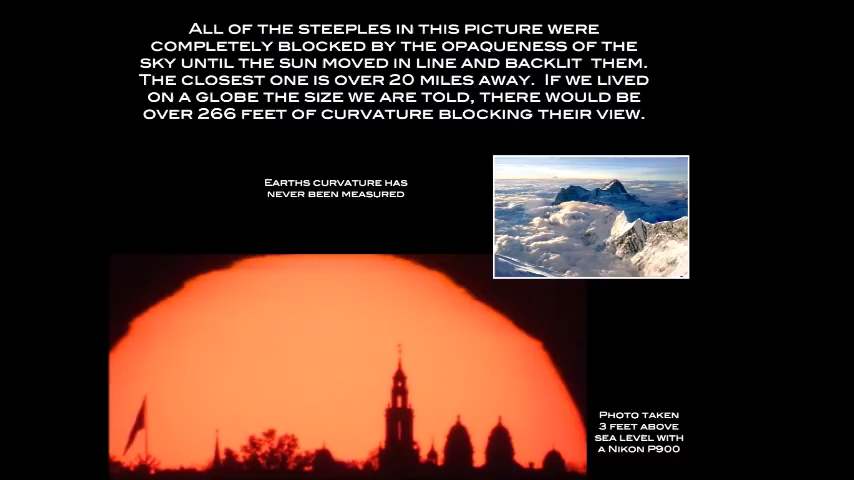 ALL OF THE STEEPLES IN THIS PICTURE WERE
COMPLETELY BLOCKED BY THE OPAQUENESS OF THE
SKY UNTIL THE SUN MOVED IN LINE AND BACKLIT THEM.
THE CLOSEST ONE IS OVER 20 MILES AWAY. IF WE LIVED
ON A GLOBE THE SIZE WE ARE TOLD, THERE WOULD BE
OVER 266 FEET OF CURVATURE BLOCKING THEIR VIEW.
EARTHS CURVATURE HAS
NEVER BEEN MEASURED
PHOTO TAKEN
3 FEET ABOVE
SEA LEVEL WITH
A NIKON P900